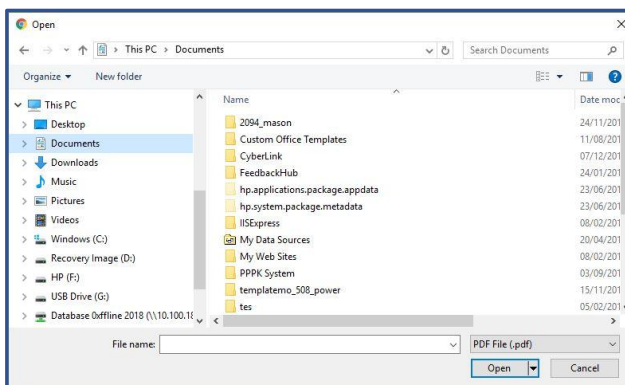 Open
This PC > Documents
Search Documents
Organize
New folder
Name
Date moc
This PC
Desktop
Documents
Downloads
Music
Pictures
Videos
Windows (C:)
Recovery Image (D:)
HP (F:)
USB Drive (G:)
Database 0xffline 2018 (\\10.100.18
2094_mason
24/11/201
Custom Office Templates
11/08/201
CyberLink
07/12/201
FeedbackHub
24/01/201
hp.applications.package.appdata
23/06/201
hp.system.package.metadata
23/06/201
IISExpress
08/02/201
My Data Sources
20/04/201
My Web Sites
08/02/201
PPPK System
03/09/201
templatemo_508_power
15/11/201
tes
05/02/201
File name:
PDF File (.pdf)
Open
Cancel